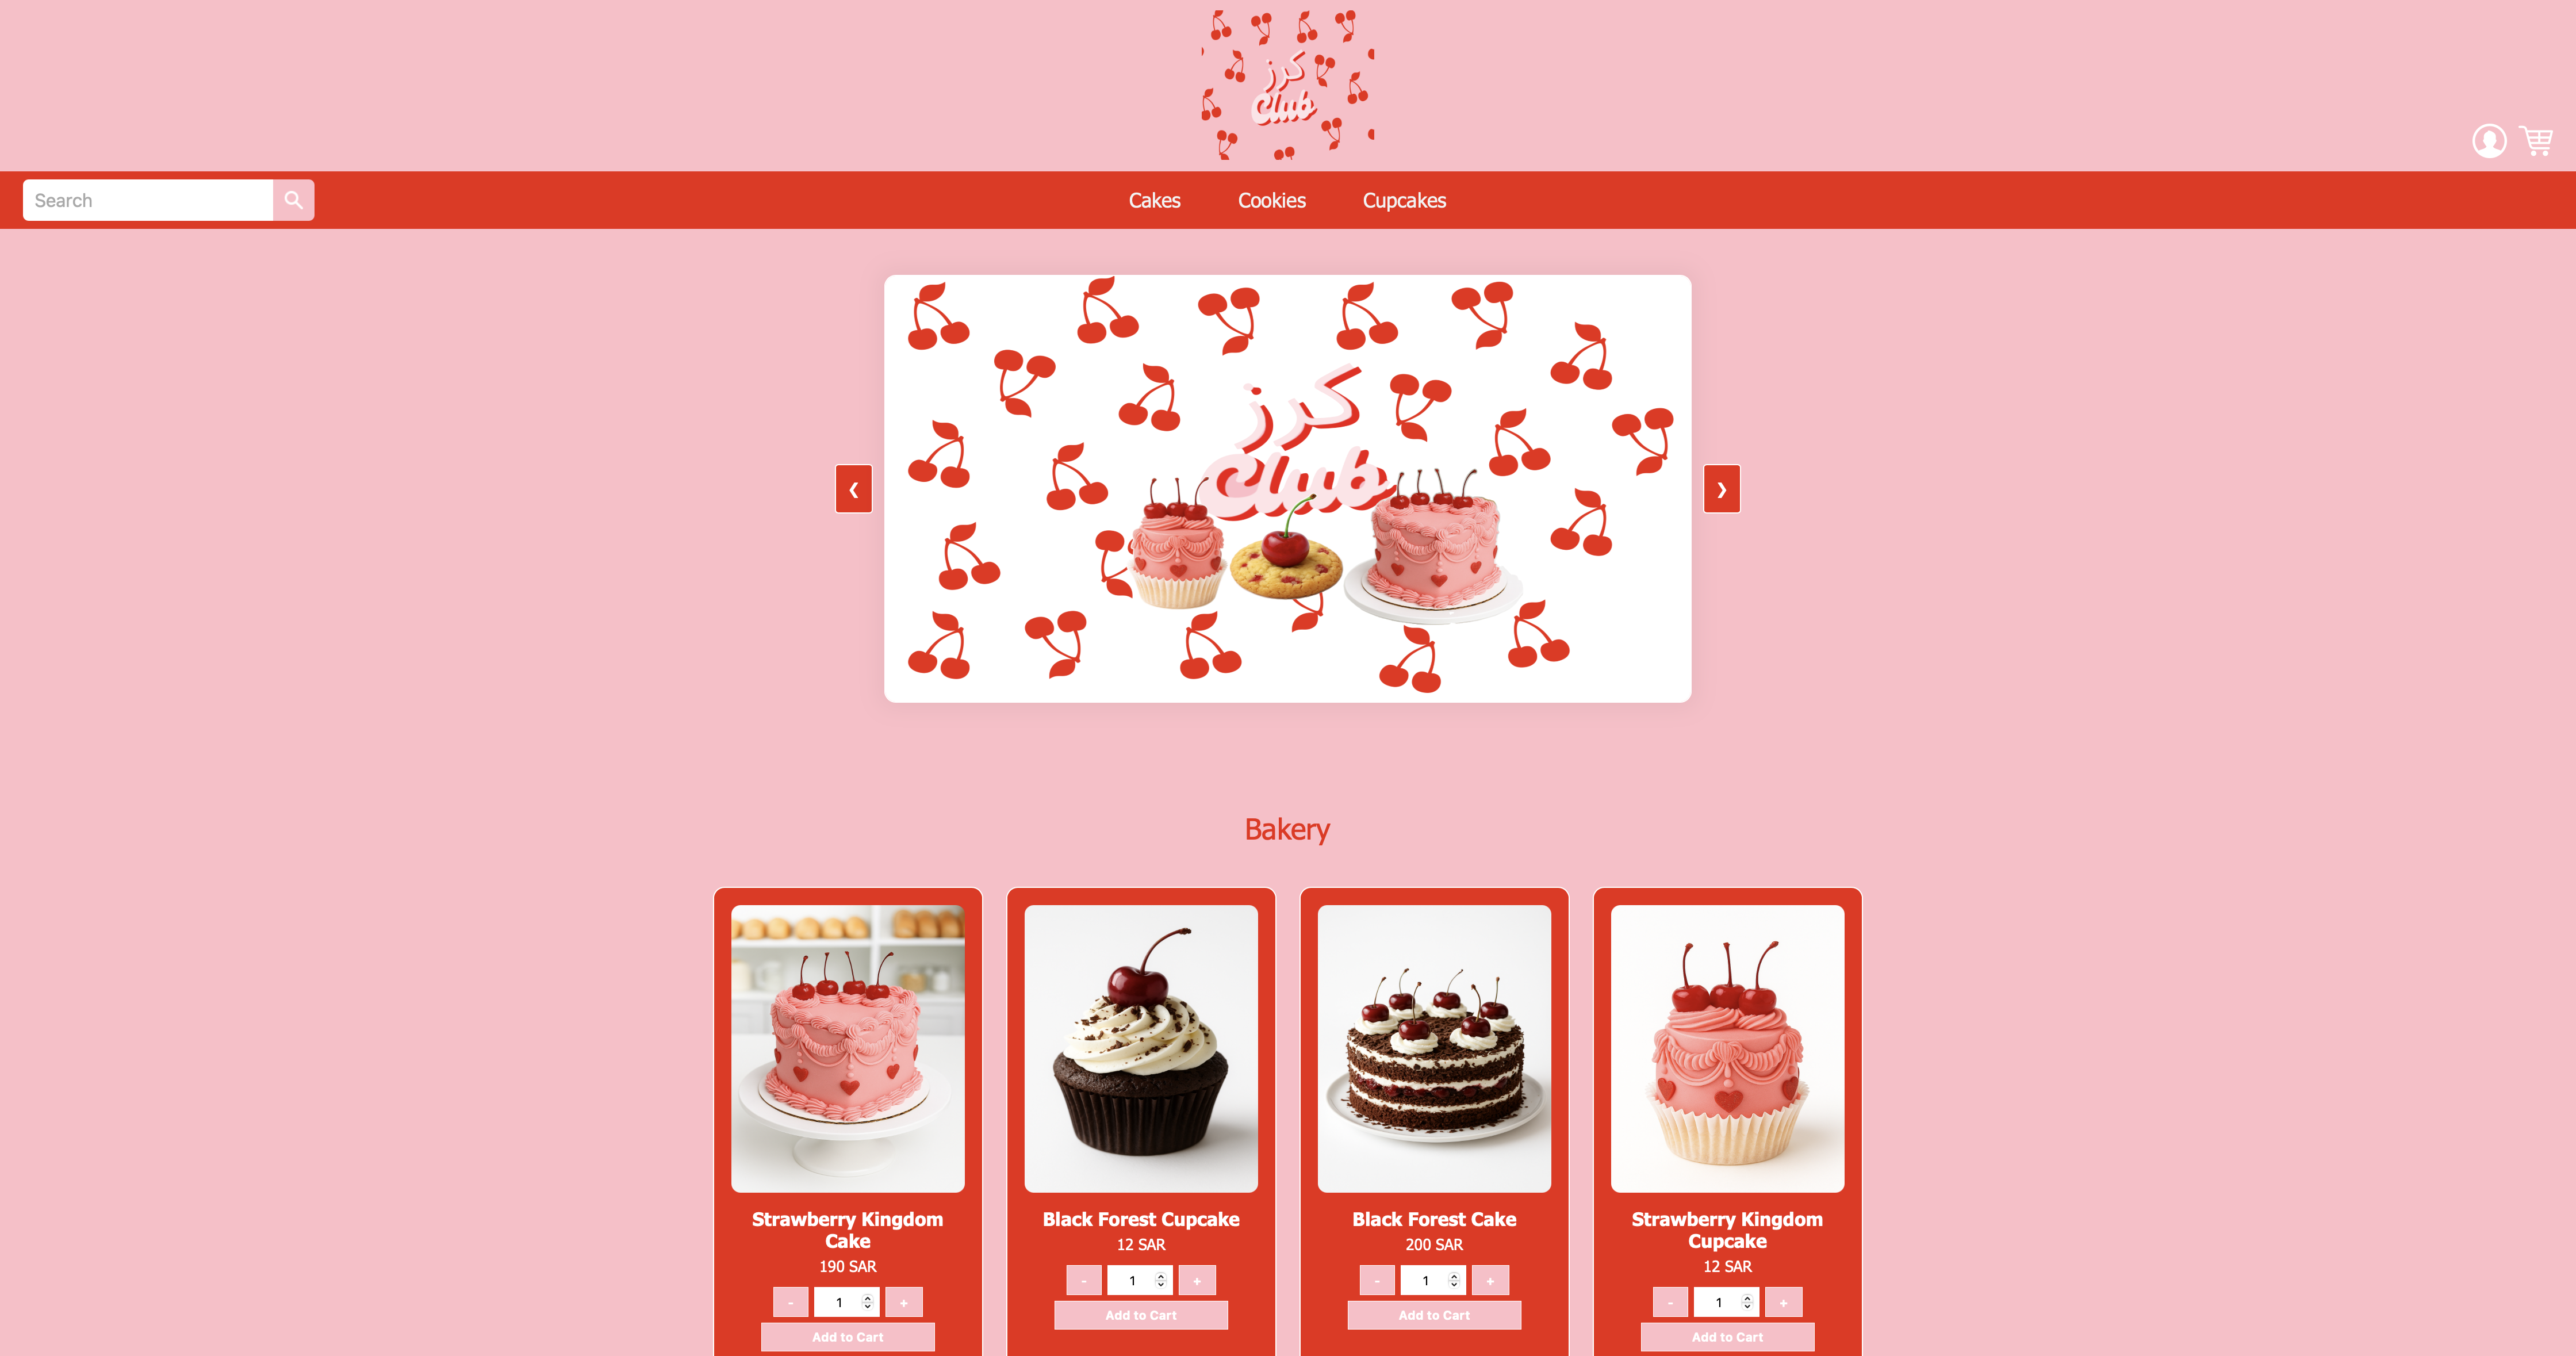 كرز
Club
Search
Cakes
Cookies
Cupcakes
كرز
Club
❮
❯
Bakery
Strawberry Kingdom
Cake
190 SAR
- 1 +
Add to Cart
Black Forest Cupcake
12 SAR
- 1 +
Add to Cart
Black Forest Cake
200 SAR
- 1 +
Add to Cart
Strawberry Kingdom
Cupcake
12 SAR
- 1 +
Add to Cart